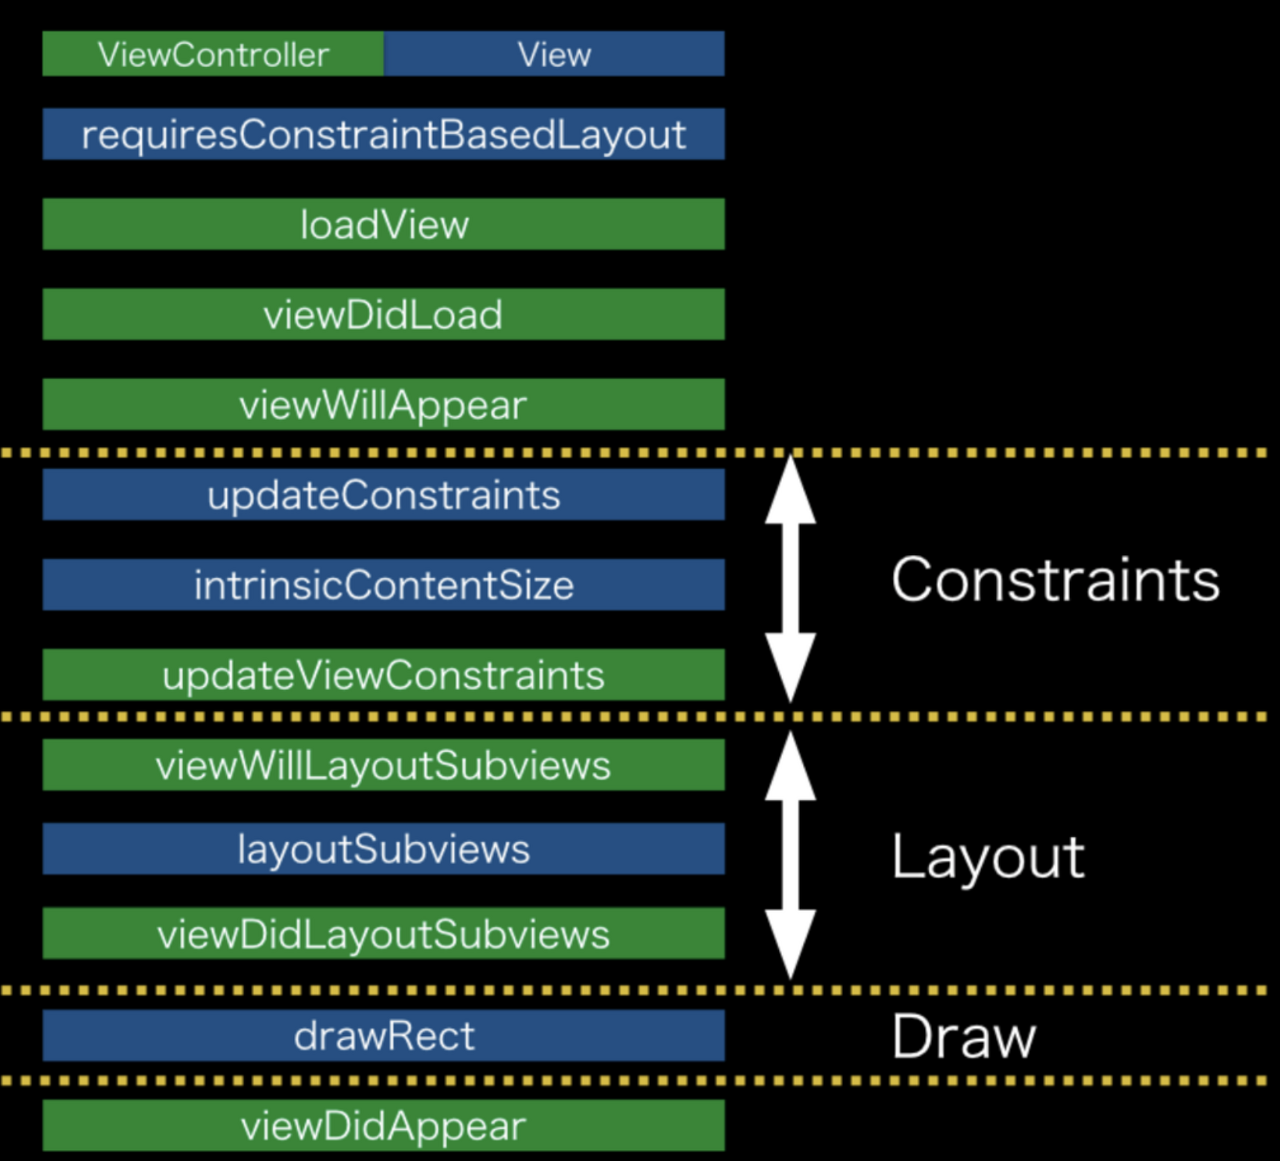 ViewController View
requiresConstraintBasedLayout
loadView
viewDidLoad
viewWillAppear
updateConstraints
intrinsicContentSize
Constraints
updateViewConstraints
viewWillLayoutSubviews
layoutSubviews
Layout
viewDidLayoutSubviews
drawRect
Draw
viewDidAppear